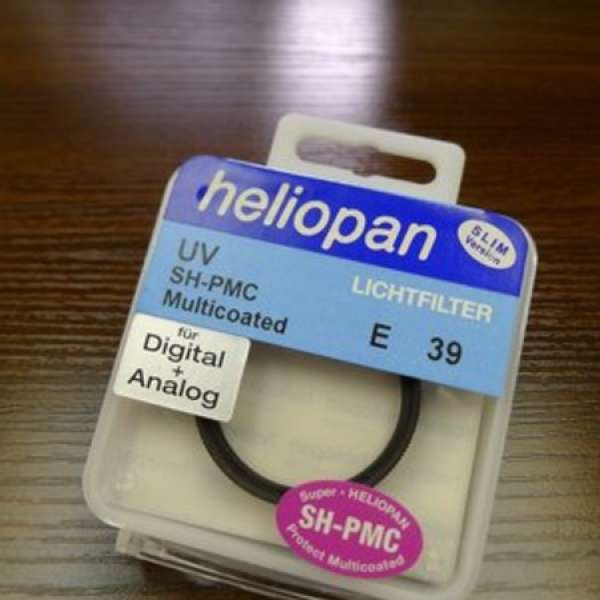 heliopan
SLIM
Version
UV
SH-PMC
Multicoated
LICHTFILTER
E 39
für
Digital
+
Analog
Super · HELIOPAN
SH-PMC
Protect Multicoated